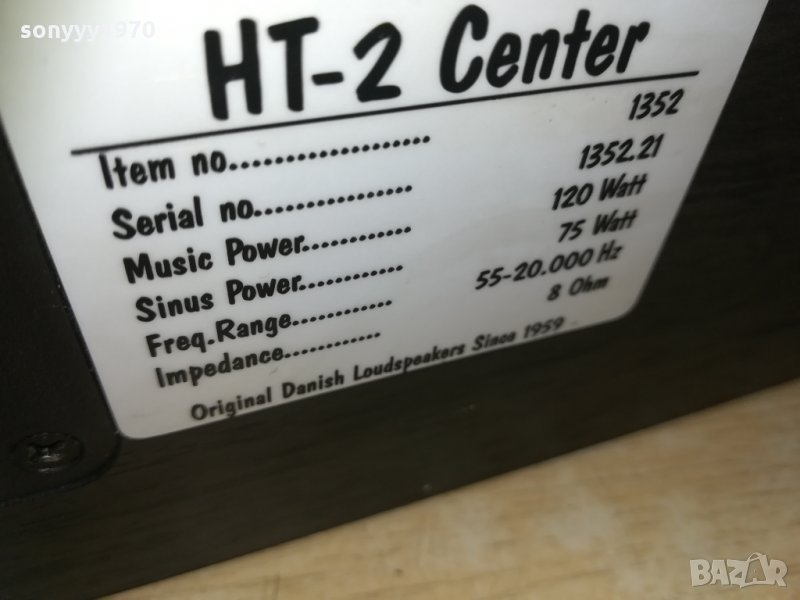 sonyyy1970
HT-2 Center
Item no.................... 1352
Serial no................. 1352.21
Music Power............ 120 Watt
Sinus Power............ 75 Watt
Freq.Range............ 55-20.000 Hz
Impedance............ 8 Ohm
Original Danish Loudspeakers Since 1959
BAZAR